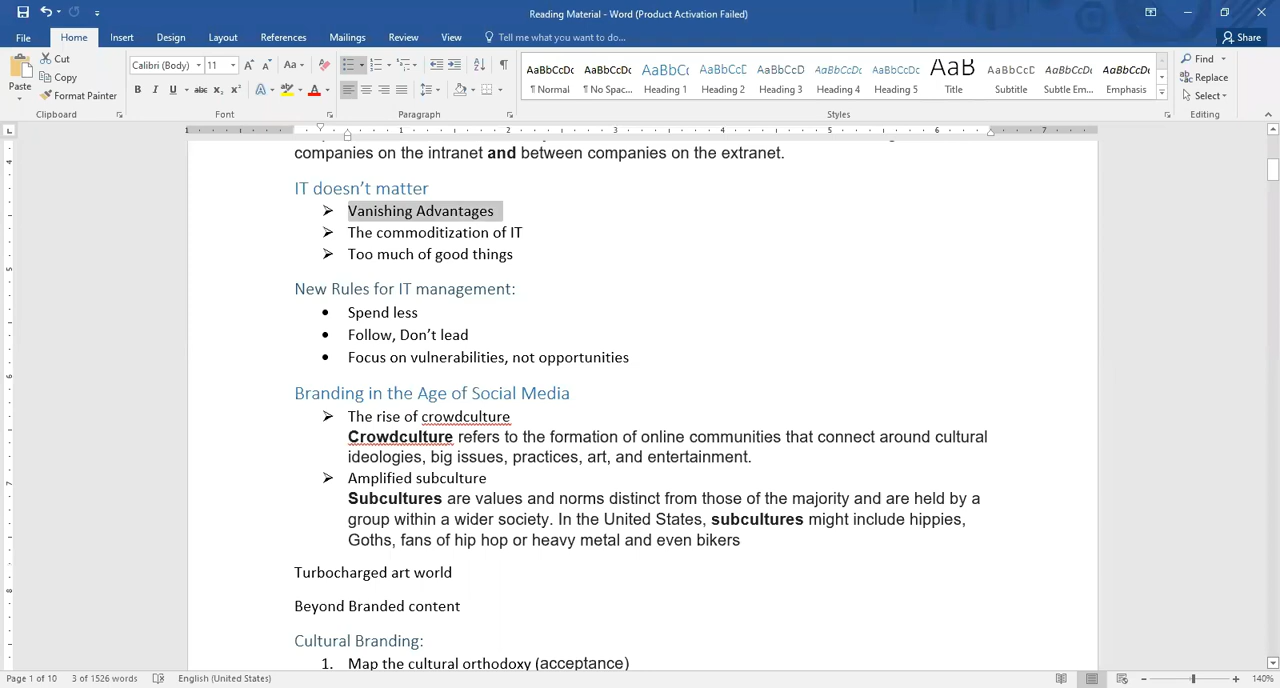 Reading Material - Word (Product Activation Failed)
File Home Insert Design Layout References Mailings Review View Tell me what you want to do... Share
Paste Cut Copy Format Painter
Clipboard
Calibri (Body) 11
Font
Paragraph
AaBbCcDc AaBbCcDc AaBbCc AaBbCcD AaBbCcDc AaBbCcDc AaBbCcDc AaB AaBbCcDc AaBbCcDc AaBbCcDc
¶ Normal ¶ No Spac... Heading 1 Heading 2 Heading 3 Heading 4 Heading 5 Title Subtitle Subtle Em... Emphasis
Styles
Find
Replace
Select
Editing
companies on the intranet and between companies on the extranet.
IT doesn’t matter
➢ Vanishing Advantages
➢ The commoditization of IT
➢ Too much of good things
New Rules for IT management:
• Spend less
• Follow, Don’t lead
• Focus on vulnerabilities, not opportunities
Branding in the Age of Social Media
➢ The rise of crowdculture
Crowdculture refers to the formation of online communities that connect around cultural
ideologies, big issues, practices, art, and entertainment.
➢ Amplified subculture
Subcultures are values and norms distinct from those of the majority and are held by a
group within a wider society. In the United States, subcultures might include hippies,
Goths, fans of hip hop or heavy metal and even bikers
Turbocharged art world
Beyond Branded content
Cultural Branding:
1. Map the cultural orthodoxy (acceptance)
Page 1 of 10 3 of 1526 words English (United States) 140%